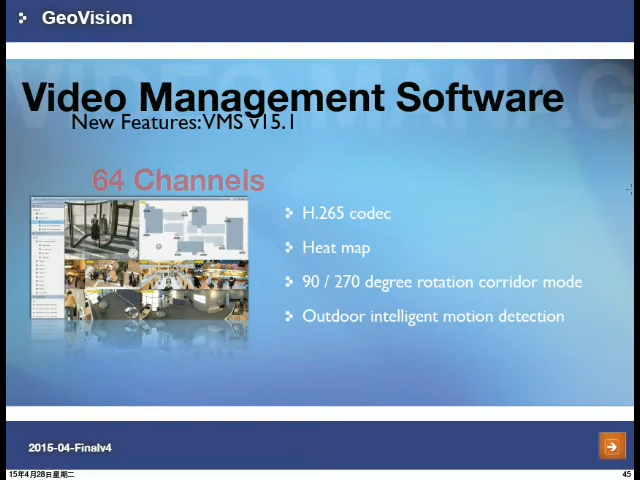 GeoVision
Video Management Software
New Features: VMS v15.1
64 Channels
H.265 codec
Heat map
90 / 270 degree rotation corridor mode
Outdoor intelligent motion detection
2015-04-Finalv4
15年4月28日星期二
45